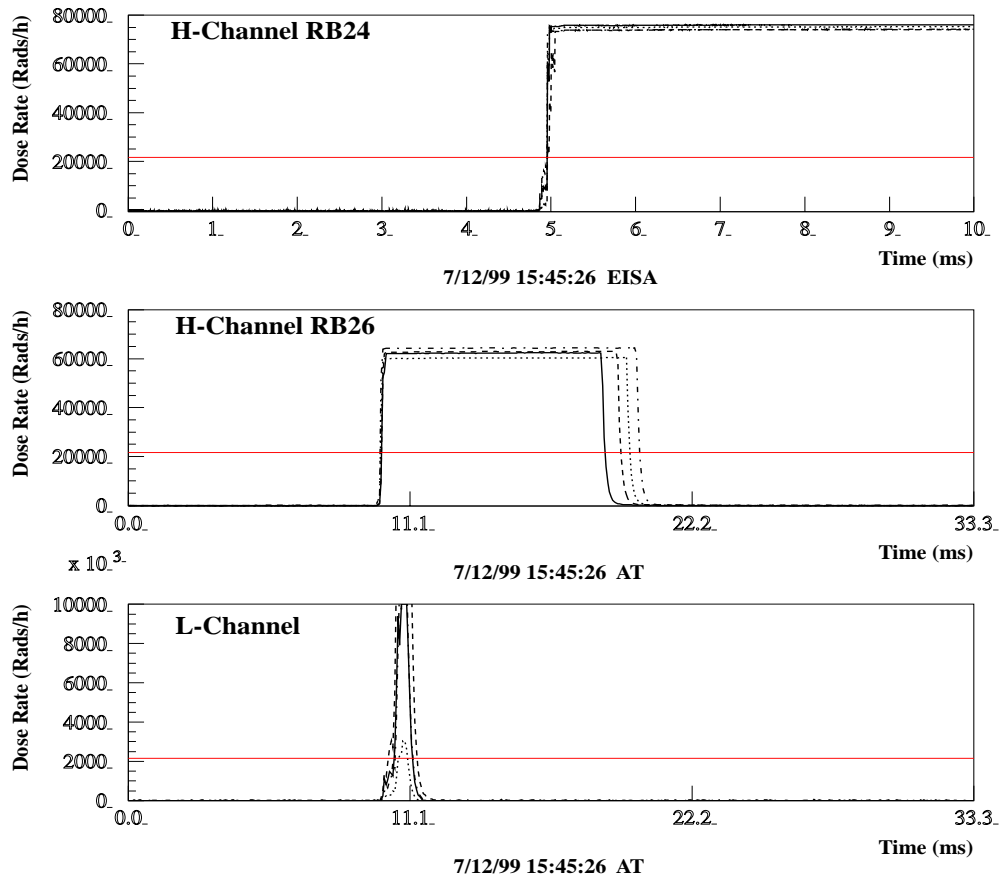 80000
H-Channel RB24
60000
40000
20000
0
0 1 2 3 4 5 6 7 8 9 10
Dose Rate (Rads/h)
Time (ms)
7/12/99 15:45:26 EISA
80000
H-Channel RB26
60000
40000
20000
0
0.0 11.1 22.2 33.3
Dose Rate (Rads/h)
Time (ms)
x 10 3
7/12/99 15:45:26 AT
10000
L-Channel
8000
6000
4000
2000
0
0.0 11.1 22.2 33.3
Dose Rate (Rads/h)
Time (ms)
7/12/99 15:45:26 AT